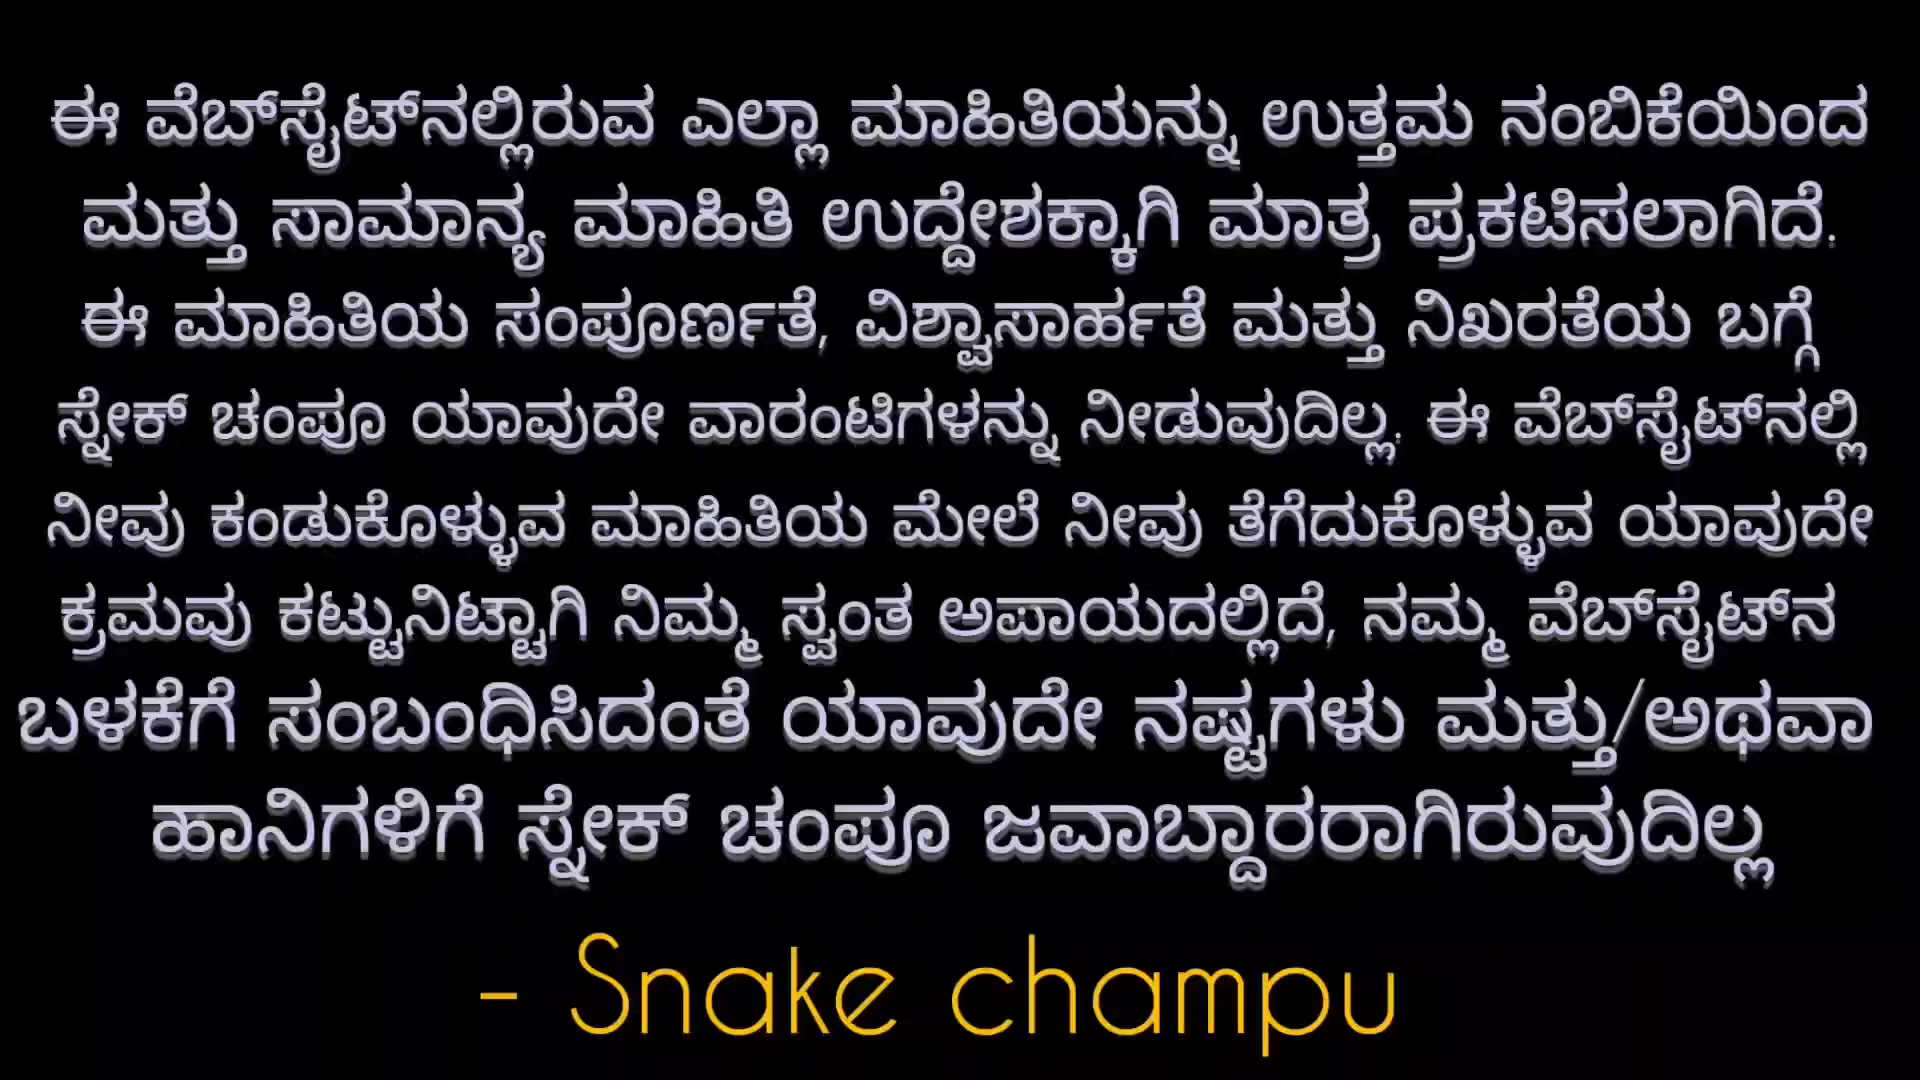 ಈ ವೆಬ್‌ಸೈಟ್‌ನಲ್ಲಿರುವ ಎಲ್ಲಾ ಮಾಹಿತಿಯನ್ನು ಉತ್ತಮ ನಂಬಿಕೆಯಿಂದ
ಮತ್ತು ಸಾಮಾನ್ಯ ಮಾಹಿತಿ ಉದ್ದೇಶಕ್ಕಾಗಿ ಮಾತ್ರ ಪ್ರಕಟಿಸಲಾಗಿದೆ.
ಈ ಮಾಹಿತಿಯ ಸಂಪೂರ್ಣತೆ, ವಿಶ್ವಾಸಾರ್ಹತೆ ಮತ್ತು ನಿಖರತೆಯ ಬಗ್ಗೆ
ಸ್ನೇಕ್ ಚಂಪೂ ಯಾವುದೇ ವಾರಂಟಿಗಳನ್ನು ನೀಡುವುದಿಲ್ಲ. ಈ ವೆಬ್‌ಸೈಟ್‌ನಲ್ಲಿ
ನೀವು ಕಂಡುಕೊಳ್ಳುವ ಮಾಹಿತಿಯ ಮೇಲೆ ನೀವು ತೆಗೆದುಕೊಳ್ಳುವ ಯಾವುದೇ
ಕ್ರಮವು ಕಟ್ಟುನಿಟ್ಟಾಗಿ ನಿಮ್ಮ ಸ್ವಂತ ಅಪಾಯದಲ್ಲಿದೆ, ನಮ್ಮ ವೆಬ್‌ಸೈಟ್‌ನ
ಬಳಕೆಗೆ ಸಂಬಂಧಿಸಿದಂತೆ ಯಾವುದೇ ನಷ್ಟಗಳು ಮತ್ತು/ಅಥವಾ
ಹಾನಿಗಳಿಗೆ ಸ್ನೇಕ್ ಚಂಪೂ ಜವಾಬ್ದಾರರಾಗಿರುವುದಿಲ್ಲ
- Snake champu